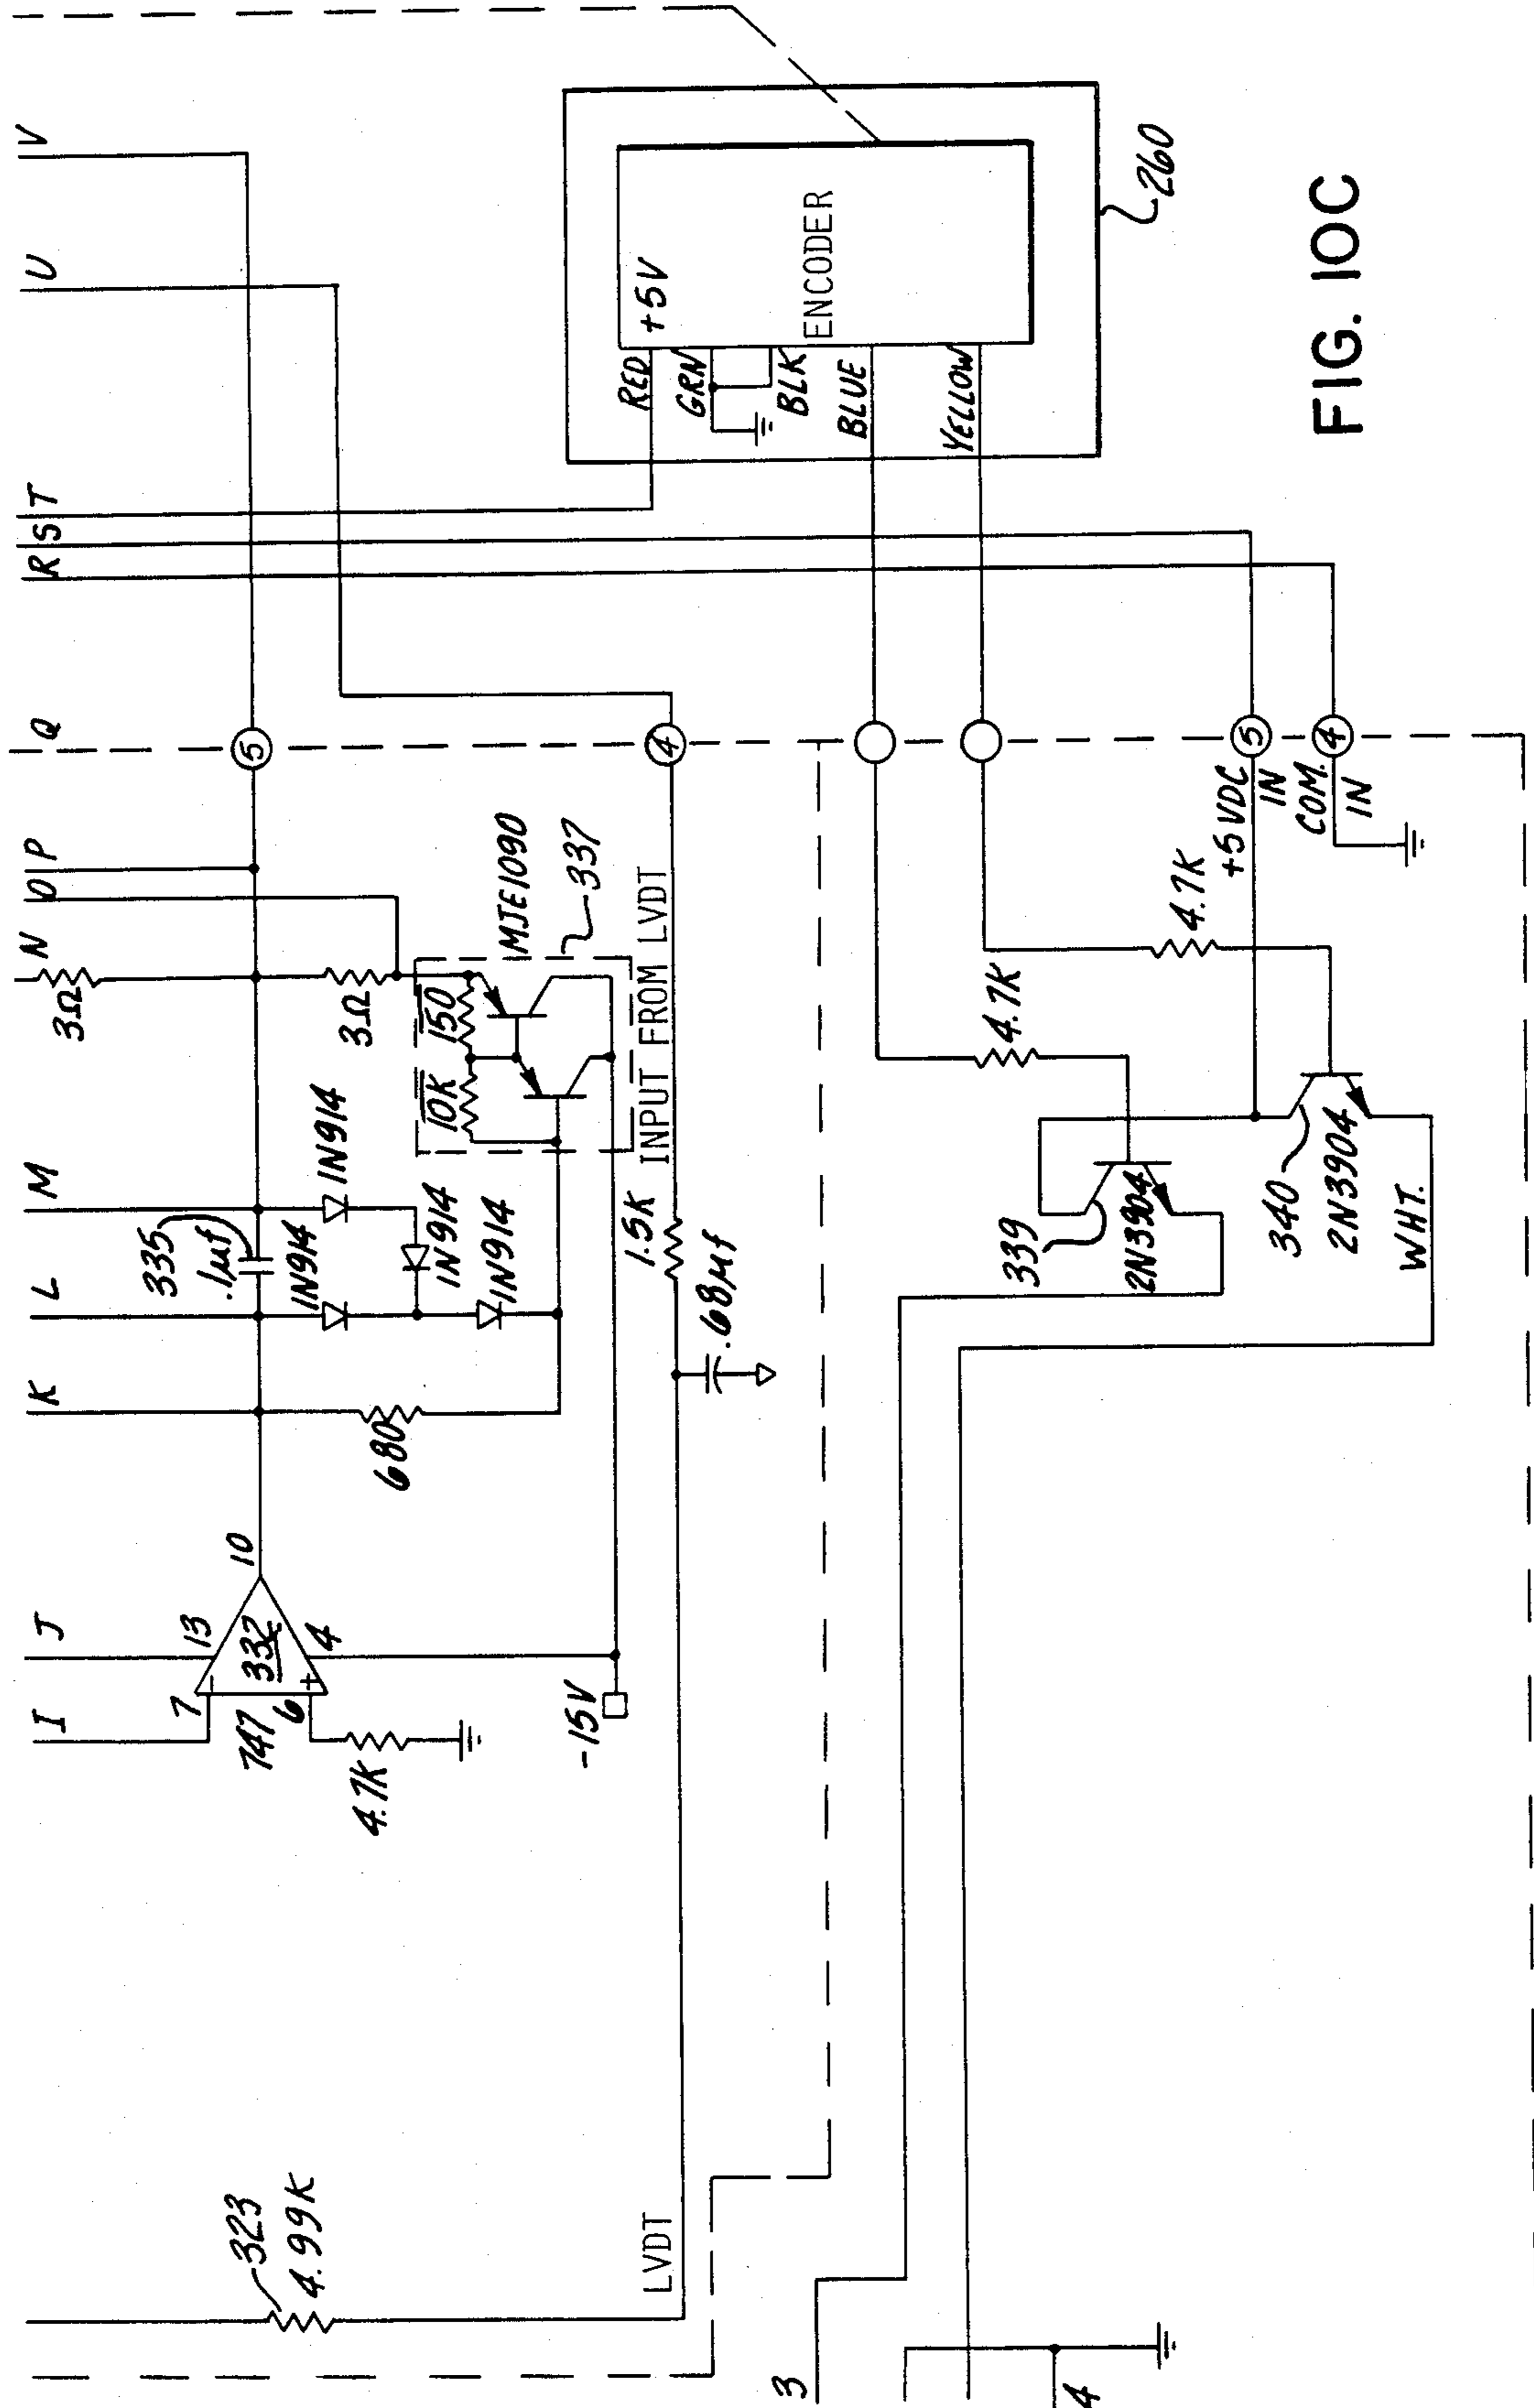 I
J
K
L
M
N
O
P
Q
R
S
T
U
V
323
4.99K
LVDT
7
747
6
332
13
4
10
-
+
4.7K
-15V
680
335
.1µf
1N914
1N914
1N914
1N914
3Ω
3Ω
10K
150
MJE1090
337
INPUT FROM LVDT
1.5K
.68µf
5
4
RED
+5V
GRN
BLK
ENCODER
BLUE
YELLOW
260
4.7K
4.7K
339
2N3904
340
2N3904
WHT.
+5VDC
IN
5
COM.
IN
4
3
4
FIG. 10C